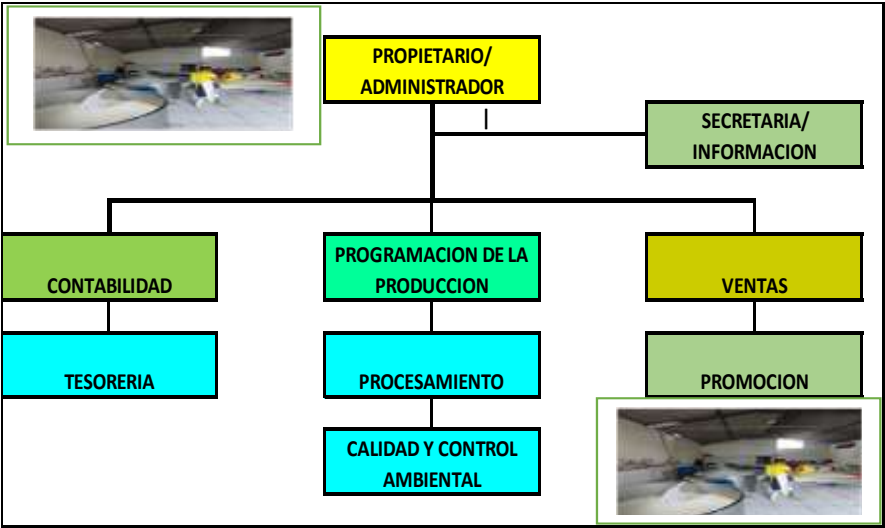 PROPIETARIO/
ADMINISTRADOR
SECRETARIA/
INFORMACION
CONTABILIDAD
PROGRAMACION DE LA
PRODUCCION
VENTAS
TESORERIA
PROCESAMIENTO
PROMOCION
CALIDAD Y CONTROL
AMBIENTAL